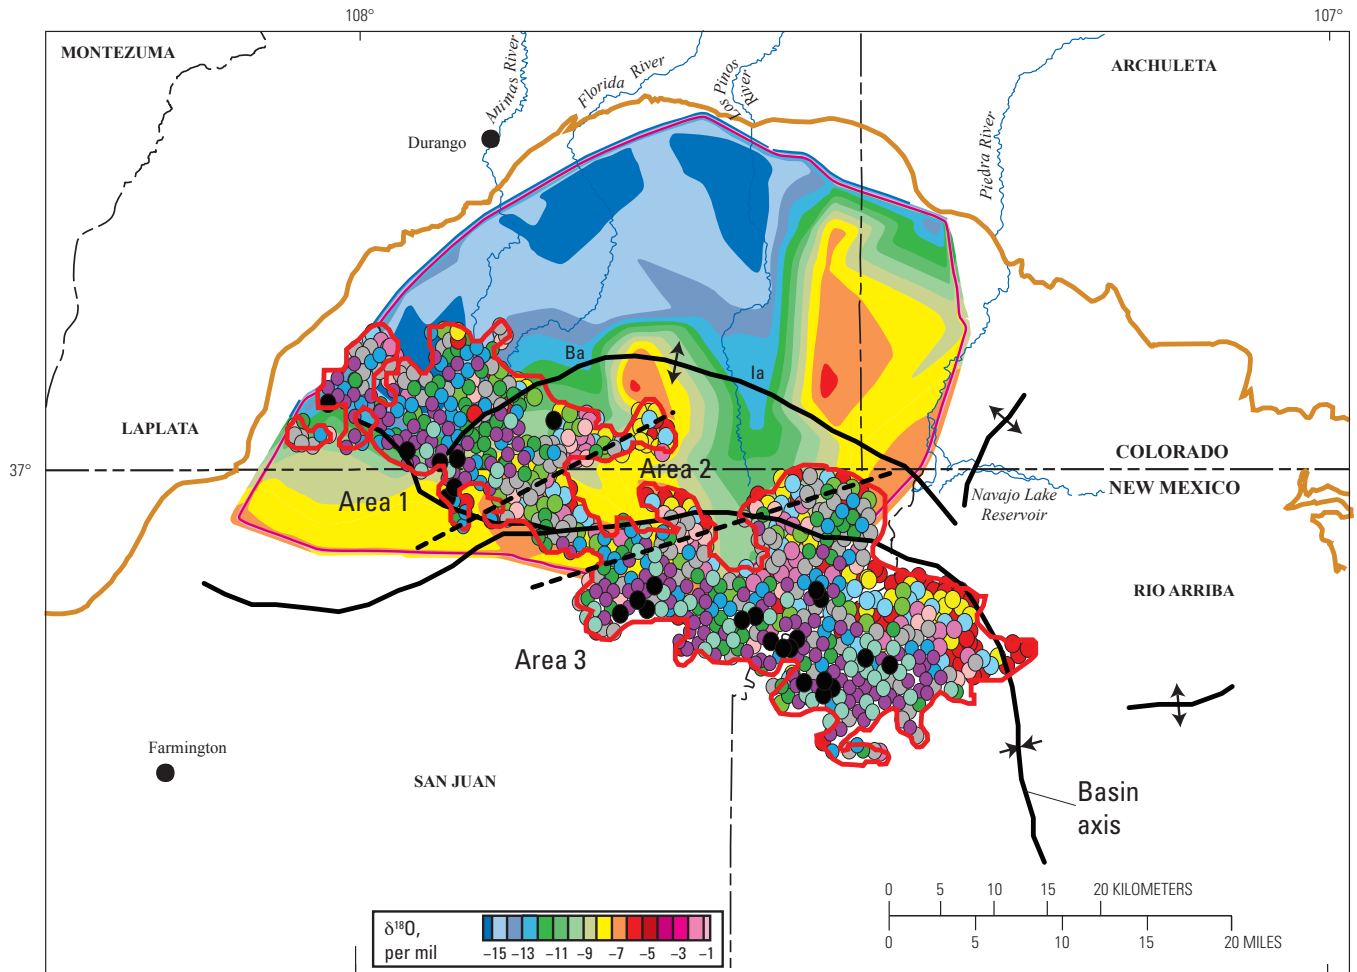 108°
107°
MONTEZUMA
ARCHULETA
Animas River
Florida River
Los Pinos
River
Piedra River
Durango
Ba
Ia
LAPLATA
COLORADO
37°
Area 2
NEW MEXICO
Area 1
Navajo Lake
Reservoir
RIO ARRIBA
Area 3
Farmington
SAN JUAN
Basin
axis
0 5 10 15 20 KILOMETERS
0 5 10 15 20 MILES
δ¹⁸O,
per mil
−15 −13 −11 −9 −7 −5 −3 −1